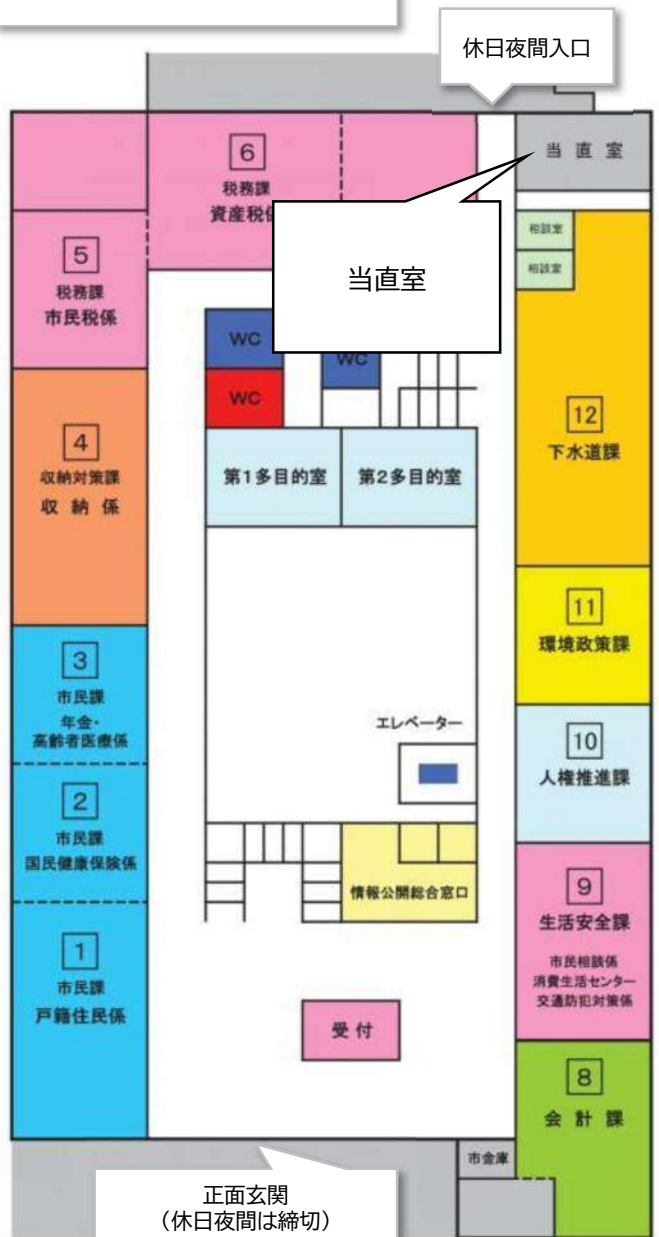 休日夜間入口
当直室
6
税務課
資産税係
当直室
5
税務課
市民税係
相談室
相談室
WC
WC
WC
4
収納対策課
収納係
第1多目的室
第2多目的室
12
下水道課
3
市民課
年金・
高齢者医療係
11
環境政策課
エレベーター
10
人権推進課
2
市民課
国民健康保険係
情報公開総合窓口
9
生活安全課
市民相談係
消費生活センター
交通防犯対策係
1
市民課
戸籍住民係
受付
8
会計課
市金庫
正面玄関
（休日夜間は締切）